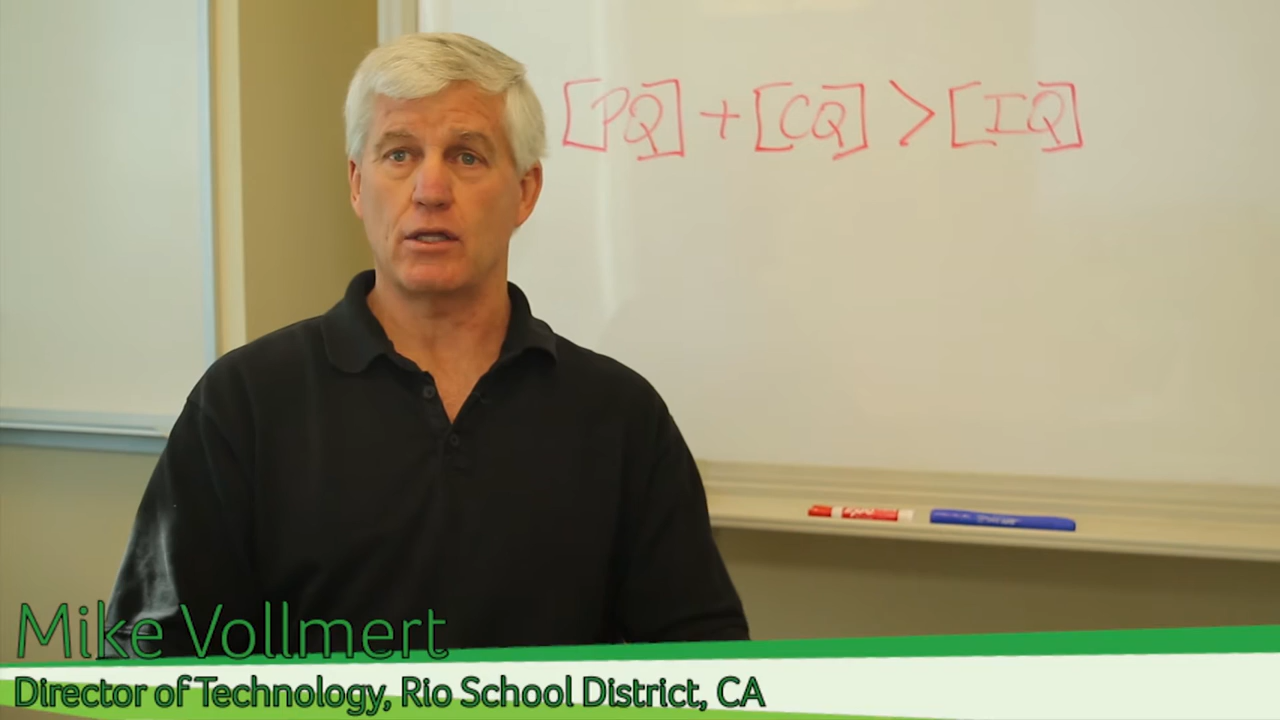 [PQ] + [CQ] > [IQ]
Mike Vollmert
Director of Technology, Rio School District, CA